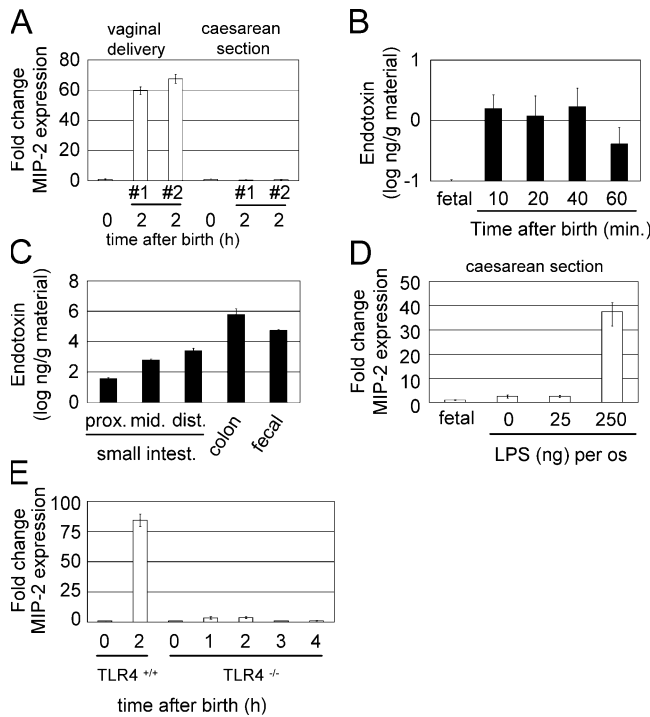 A
vaginal delivery
caesarean section
Fold change MIP-2 expression
80
60
40
20
0
#1 #2 #1 #2
0 2 2 0 2 2
time after birth (h)
B
Endotoxin (log ng/g material)
1
0
-1
fetal 10 20 40 60
Time after birth (min.)
C
Endotoxin (log ng/g material)
8
6
4
2
0
prox. mid. dist. colon fecal
small intest.
D
caesarean section
Fold change MIP-2 expression
50
40
30
20
10
0
fetal 0 25 250
LPS (ng) per os
E
Fold change MIP-2 expression
100
75
50
25
0
0 2 0 1 2 3 4
TLR4 +/+ TLR4 -/-
time after birth (h)